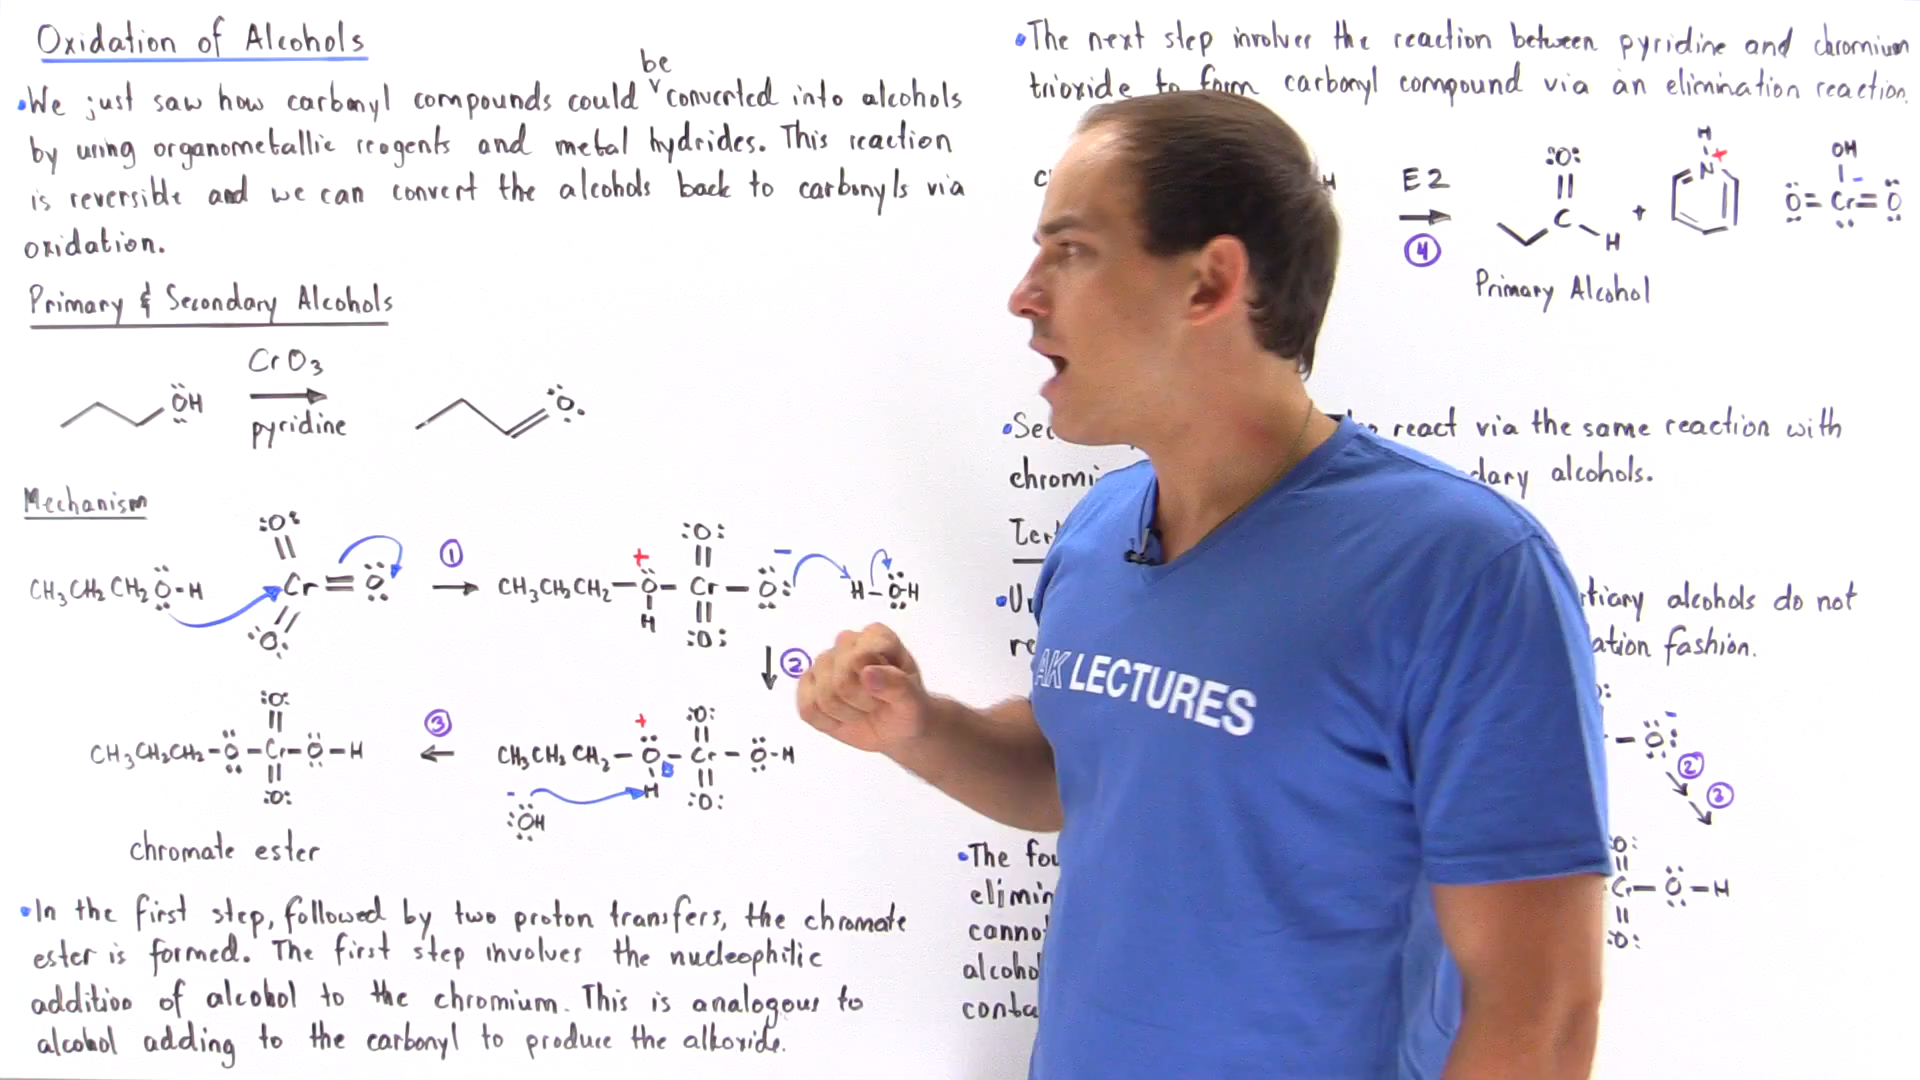 Oxidation of Alcohols
be
•We just saw how carbonyl compounds could ˅converted into alcohols
by using organometallic reagents and metal hydrides. This reaction
is reversible and we can convert the alcohols back to carbonyls via
oxidation.
Primary & Secondary Alcohols
CrO3
OH
pyridine
O
Mechanism
O
CH3CH2CH2O-H Cr=O
O
1
O
CH3CH2CH2-O-Cr-O H-O-H
+ -
H
O
2
O
CH3CH2CH2-O-Cr-O-H
O
3
+
O
CH3CH2CH2-O-Cr-O-H
H
O
-
OH
chromate ester
•In the first step, followed by two proton transfers, the chromate
ester is formed. The first step involves the nucleophilic
addition of alcohol to the chromium. This is analogous to
alcohol adding to the carbonyl to produce the alkoxide.
•The next step involves the reaction between pyridine and chromium
trioxide to form carbonyl compound via an elimination reaction.
H
E2
4
O
C
H
+
H
N
+
OH
-
O=Cr=O
Primary Alcohol
react via the same reaction with
alcohols.
alcohols do not
fashion.
-O
-
2
3
O
Cr-O-H
O
•The
alcohol
AK LECTURES